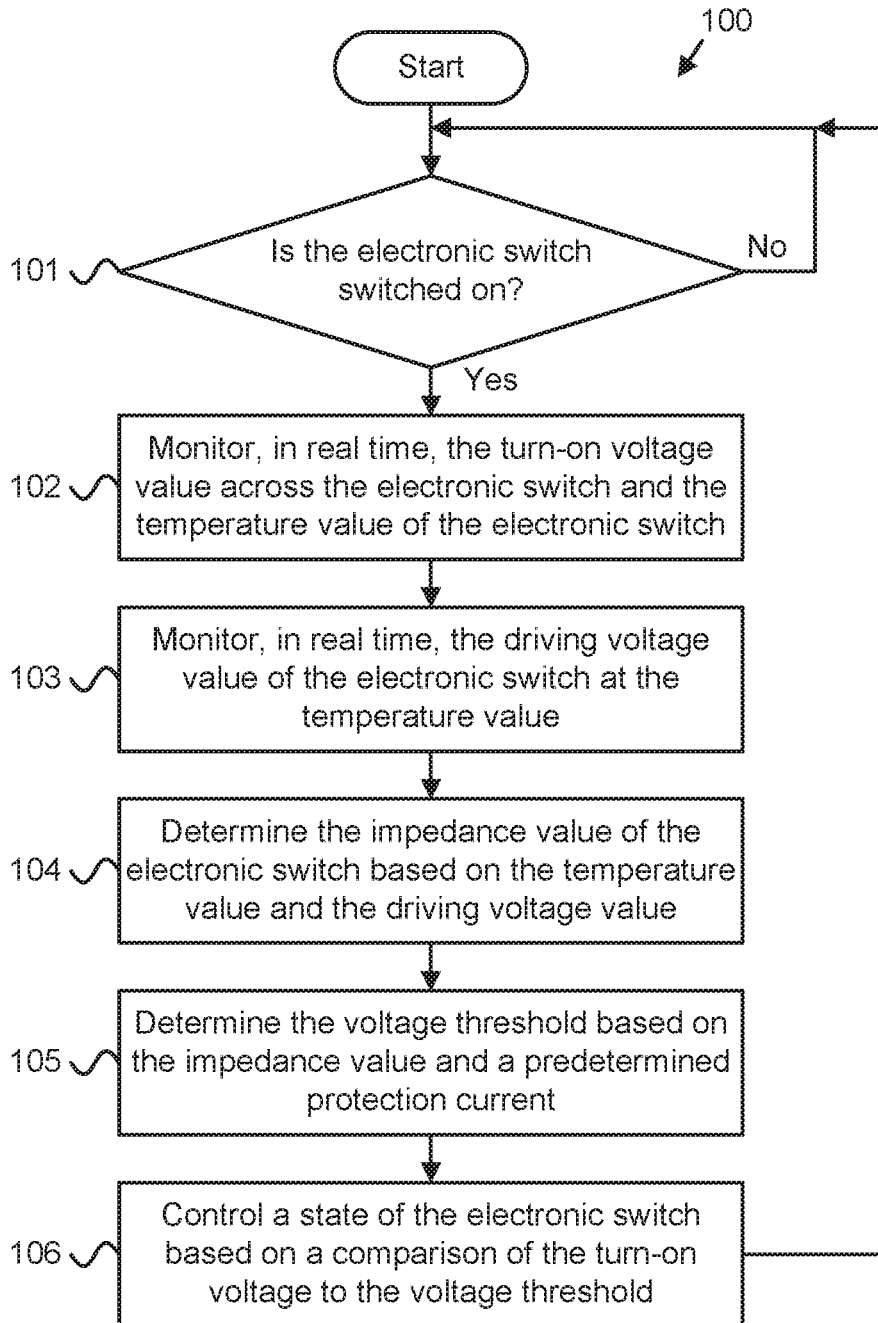 100
Start
101
Is the electronic switch
switched on?
No
Yes
102
Monitor, in real time, the turn-on voltage
value across the electronic switch and the
temperature value of the electronic switch
103
Monitor, in real time, the driving voltage
value of the electronic switch at the
temperature value
104
Determine the impedance value of the
electronic switch based on the temperature
value and the driving voltage value
105
Determine the voltage threshold based on
the impedance value and a predetermined
protection current
106
Control a state of the electronic switch
based on a comparison of the turn-on
voltage to the voltage threshold